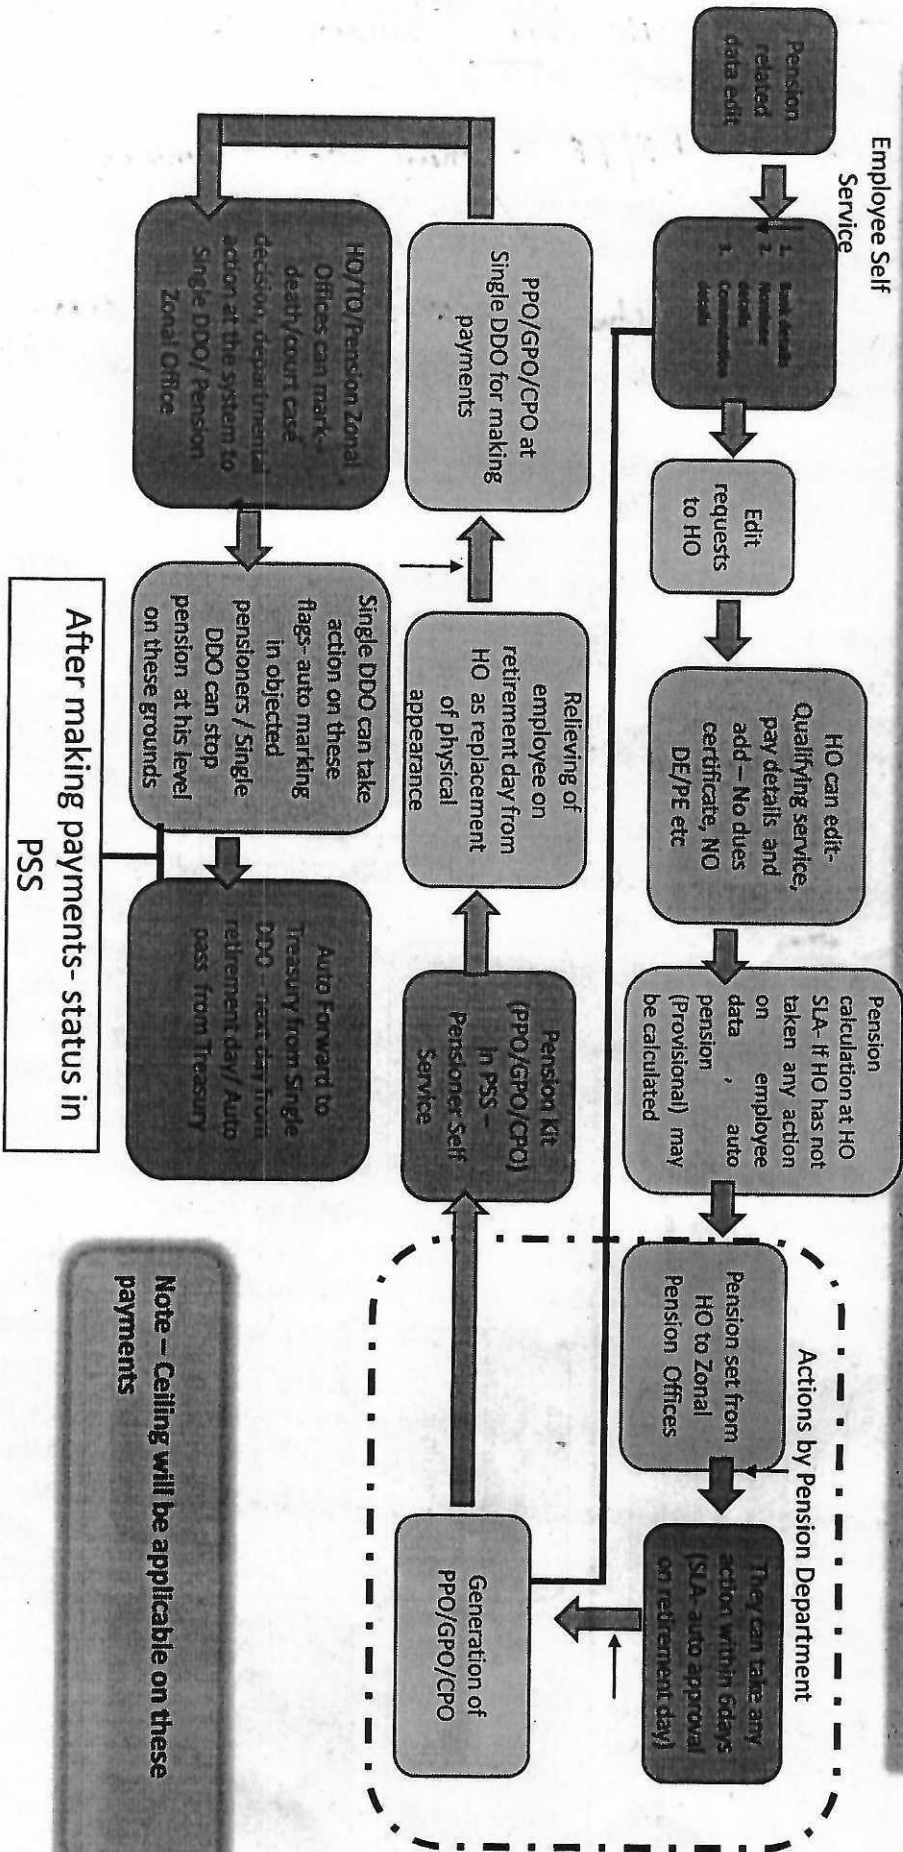 Employee Self
Service
Pension
related
data edit
1. Bank details
2. Nominee
details
3. Commutation
details
Edit
requests
to HO
HO can edit-
Qualifying service,
pay details and
add – No dues
certificate, NO
DE/PE etc
Pension
calculation at HO
SLA- If HO has not
taken any action
on employee
data , auto
pension
(Provisional) may
be calculated
Actions by Pension Department
Pension set from
HO to Zonal
Pension Offices
They can take any
action within 6days
(SLA- auto approval
on retirement day)
Generation of
PPO/GPO/CPO
Pension Kit
(PPO/GPO/CPO)
in PSS –
Pensioner Self
Service
Relieving of
employee on
retirement day from
HO as replacement
of physical
appearance
PPO/GPO/CPO at
Single DDO for making
payments
HO/TO/Pension Zonal
Offices can mark-
death/court case
decision, departmental
action at the system to
Single DDO/ Pension
Zonal Office
Single DDO can take
action on these
flags- auto marking
in objected
pensioners / Single
DDO can stop
pension at his level
on these grounds
Auto Forward to
Treasury from Single
DDO next day from
retirement day/ Auto
pass from Treasury
After making payments- status in
PSS
Note – Ceiling will be applicable on these
payments